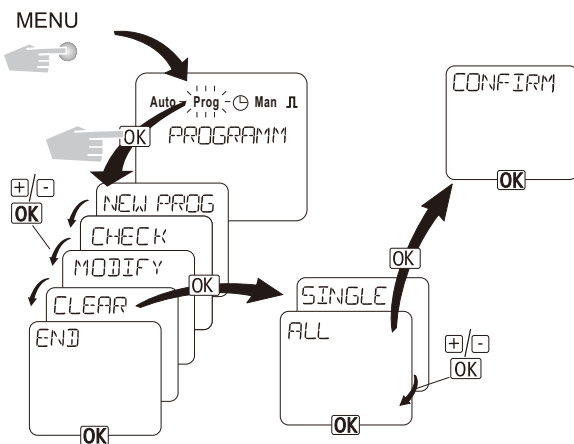 MENU
Auto Prog Man
OK
PROGRAMM
+/-
OK
NEW PROG
CHECK
MODIFY
CLEAR
END
OK
OK
SINGLE
ALL
OK
+/-
OK
OK
CONFIRM
OK